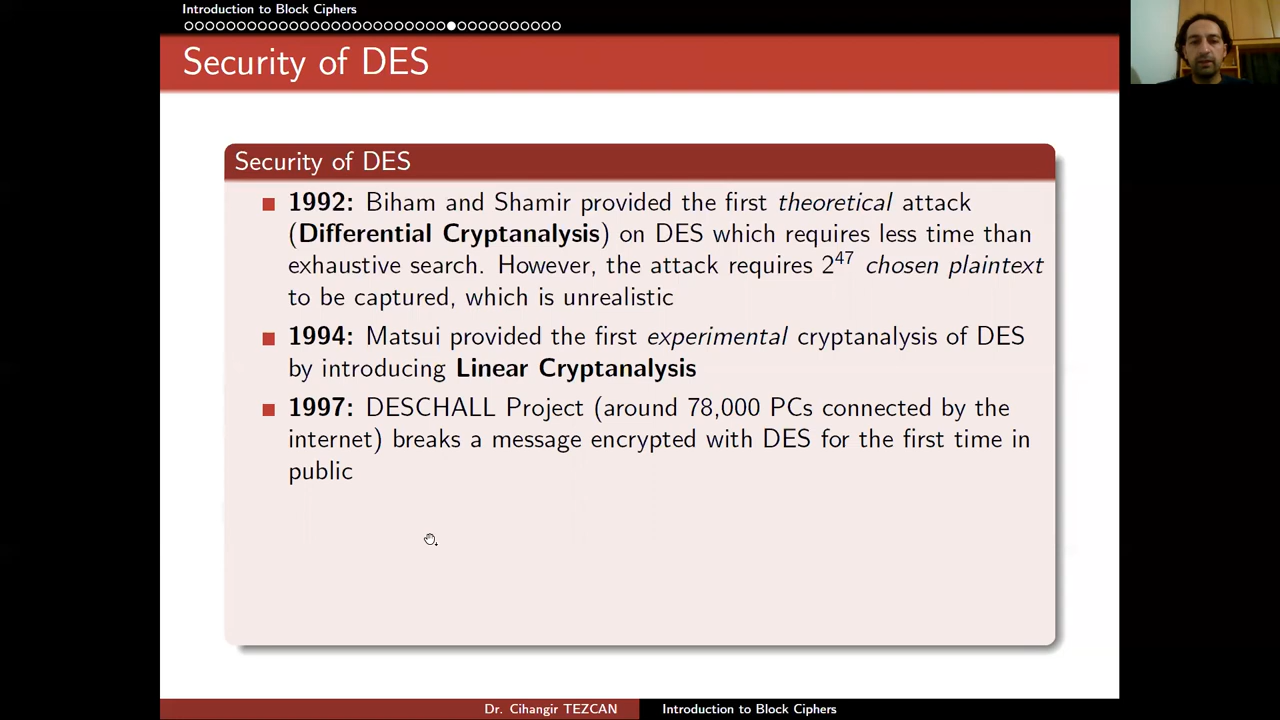 Introduction to Block Ciphers
Security of DES
Security of DES
1992: Biham and Shamir provided the first theoretical attack
(Differential Cryptanalysis) on DES which requires less time than
exhaustive search. However, the attack requires 2^47 chosen plaintext
to be captured, which is unrealistic
1994: Matsui provided the first experimental cryptanalysis of DES
by introducing Linear Cryptanalysis
1997: DESCHALL Project (around 78,000 PCs connected by the
internet) breaks a message encrypted with DES for the first time in
public
Dr. Cihangir TEZCAN
Introduction to Block Ciphers